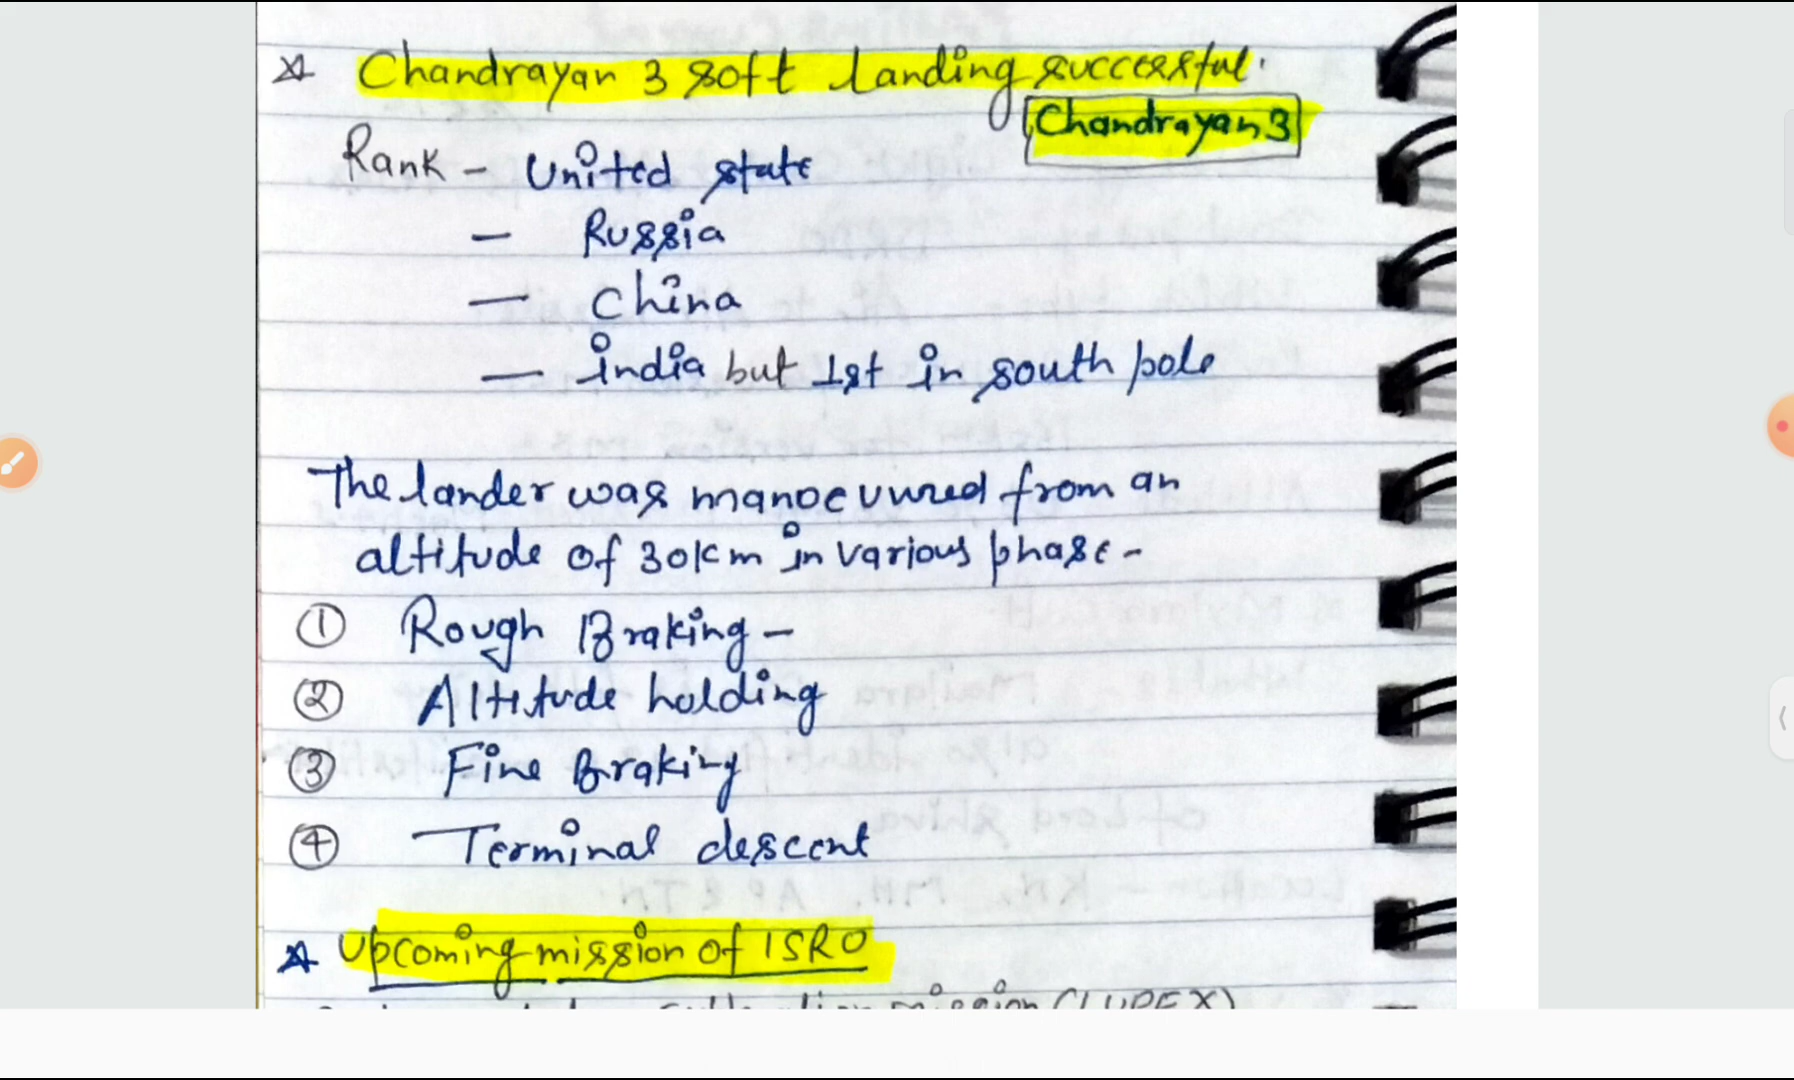 Chandrayan 3 soft landing successful.
Chandrayan 3
Rank - United state
- Russia
- China
- india but 1st in south pole
The lander was manoeuvred from an
altitude of 30km in various phase -
① Rough Braking -
② Altitude holding
③ Fine Braking
④ Terminal descent
Upcoming mission of ISRO
mission (LUPEX)